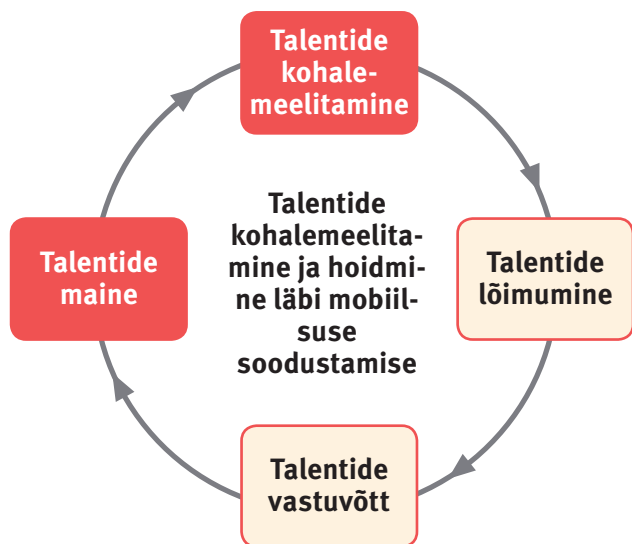 Talentide
kohale-
meelitamine
Talentide
kohalemeelita-
mine ja hoidmi-
ne läbi mobiil-
suse
soodustamise
Talentide
maine
Talentide
lõimumine
Talentide
vastuvõtt